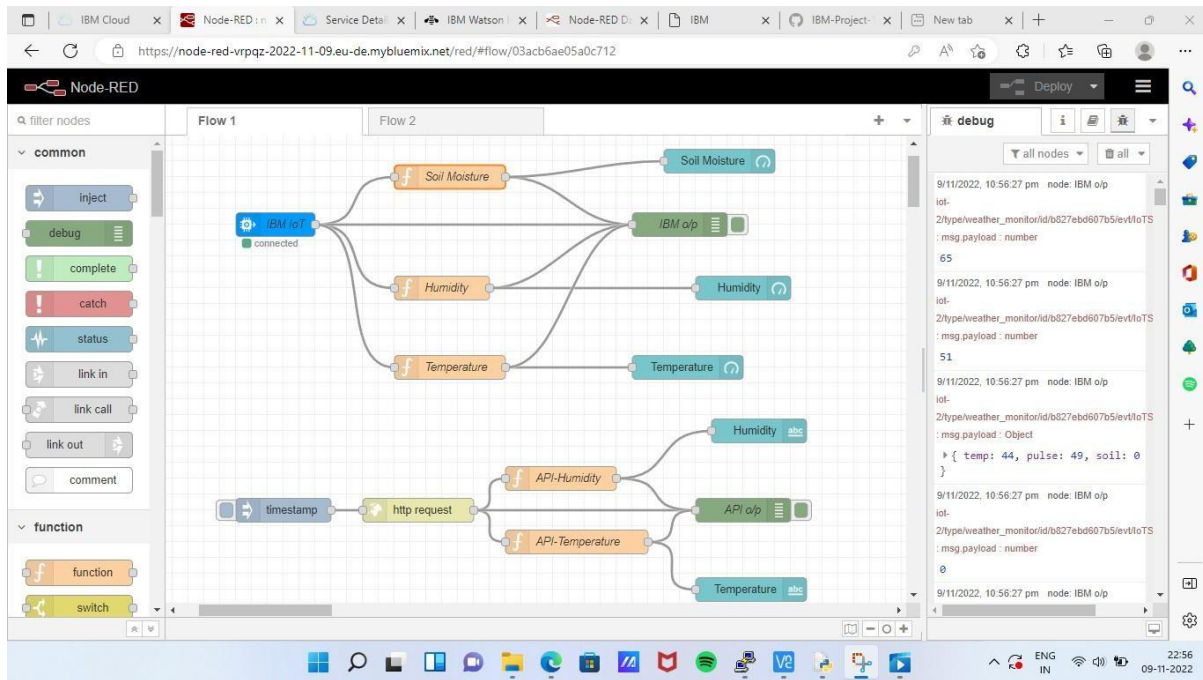 IBM Cloud
Node-RED : n
Service Detail
IBM Watson
Node-RED D
IBM
IBM-Project-
New tab
https://node-red-vrpqz-2022-11-09.eu-de.mybluemix.net/red/#flow/03acb6ae05a0c712
Node-RED
Deploy
filter nodes
Flow 1
Flow 2
debug
i
all nodes
all
common
inject
debug
complete
catch
status
link in
link call
link out
comment
function
function
switch
Soil Moisture
Soil Moisture
IBM IoT
connected
IBM o/p
Humidity
Humidity
Temperature
Temperature
Humidity
abc
API-Humidity
timestamp
http request
API o/p
API-Temperature
Temperature
abc
9/11/2022, 10:56:27 pm node: IBM o/p
iot-
2/type/weather_monitor/id/b827ebd607b5/evt/IoTS
: msg.payload : number
65
9/11/2022, 10:56:27 pm node: IBM o/p
iot-
2/type/weather_monitor/id/b827ebd607b5/evt/IoTS
: msg.payload : number
51
9/11/2022, 10:56:27 pm node: IBM o/p
iot-
2/type/weather_monitor/id/b827ebd607b5/evt/IoTS
: msg.payload : Object
{ temp: 44, pulse: 49, soil: 0
}
9/11/2022, 10:56:27 pm node: IBM o/p
iot-
2/type/weather_monitor/id/b827ebd607b5/evt/IoTS
: msg.payload : number
0
9/11/2022, 10:56:27 pm node: IBM o/p
ENG
IN
22:56
09-11-2022